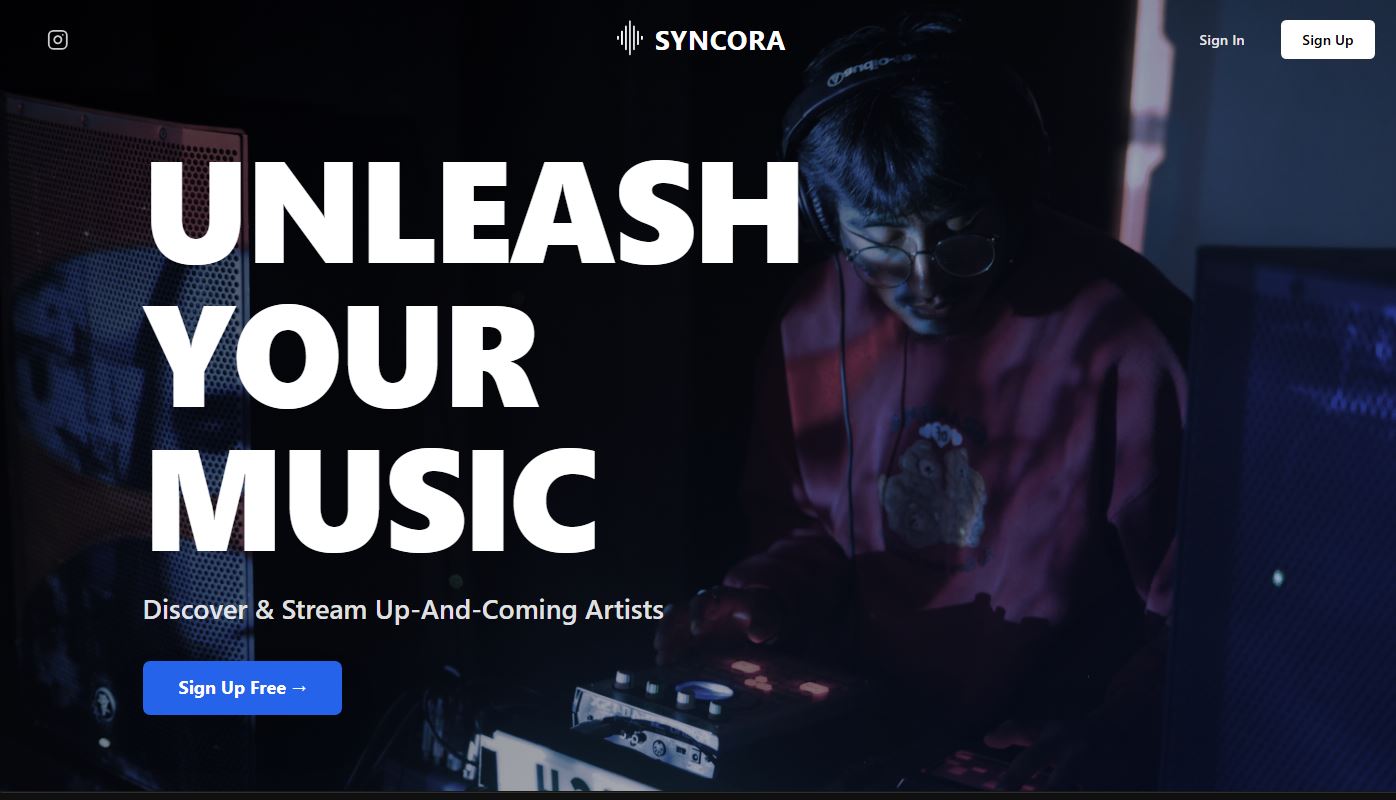 SYNCORA
Sign In
Sign Up
UNLEASH
YOUR
MUSIC
Discover & Stream Up-And-Coming Artists
Sign Up Free →